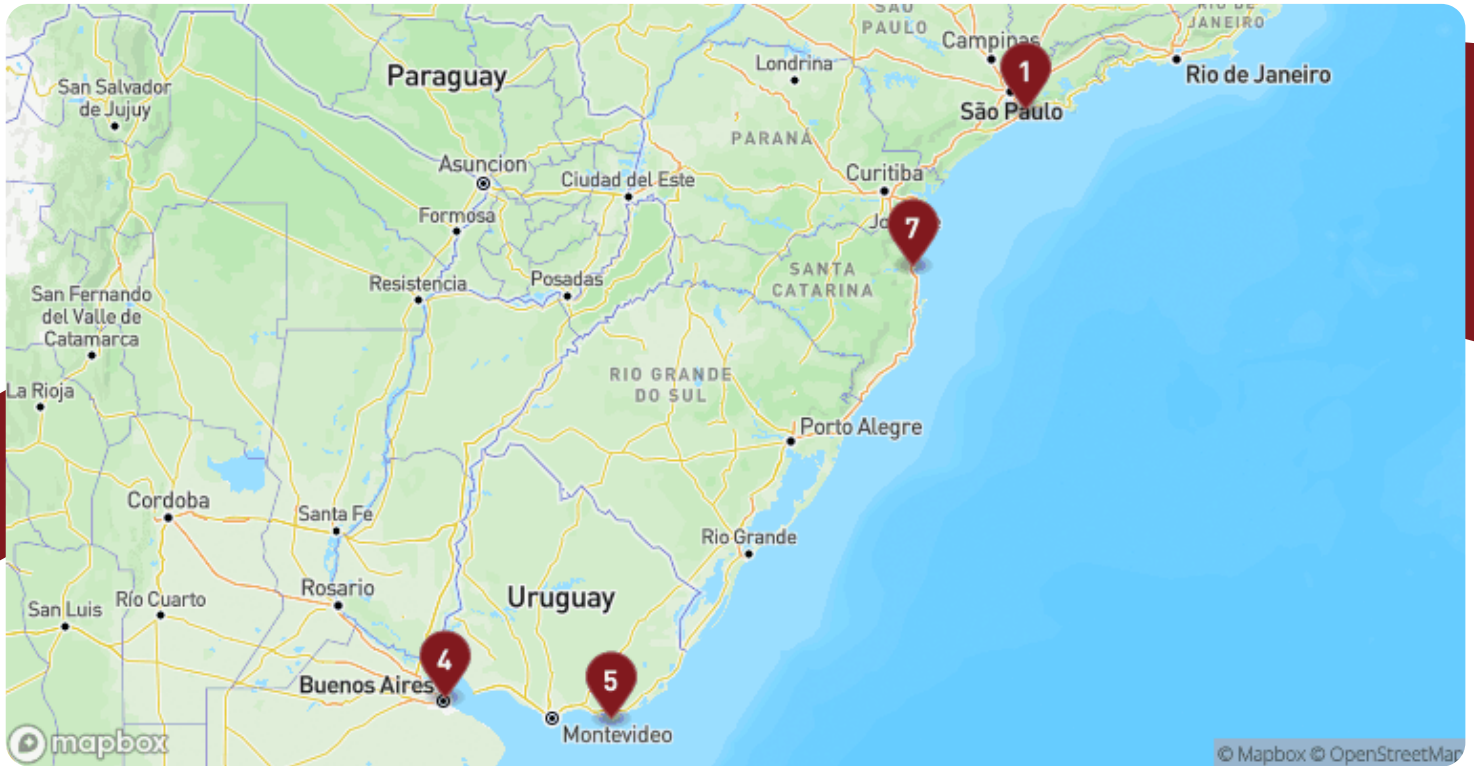 SÃO
PAULO
RIO DE
JANEIRO
Campinas
1
Londrina
Rio de Janeiro
São Paulo
Paraguay
San Salvador
de Jujuy
PARANÁ
Asuncion
Curitiba
Ciudad del Este
Formosa
7
SANTA
CATARINA
Resistencia
Posadas
San Fernando
del Valle de
Catamarca
La Rioja
RIO GRANDE
DO SUL
Porto Alegre
Cordoba
Santa Fe
Rio Grande
Rosario
Río Cuarto
San Luis
Uruguay
4
5
Buenos Aires
Montevideo
mapbox
© Mapbox © OpenStreetMap